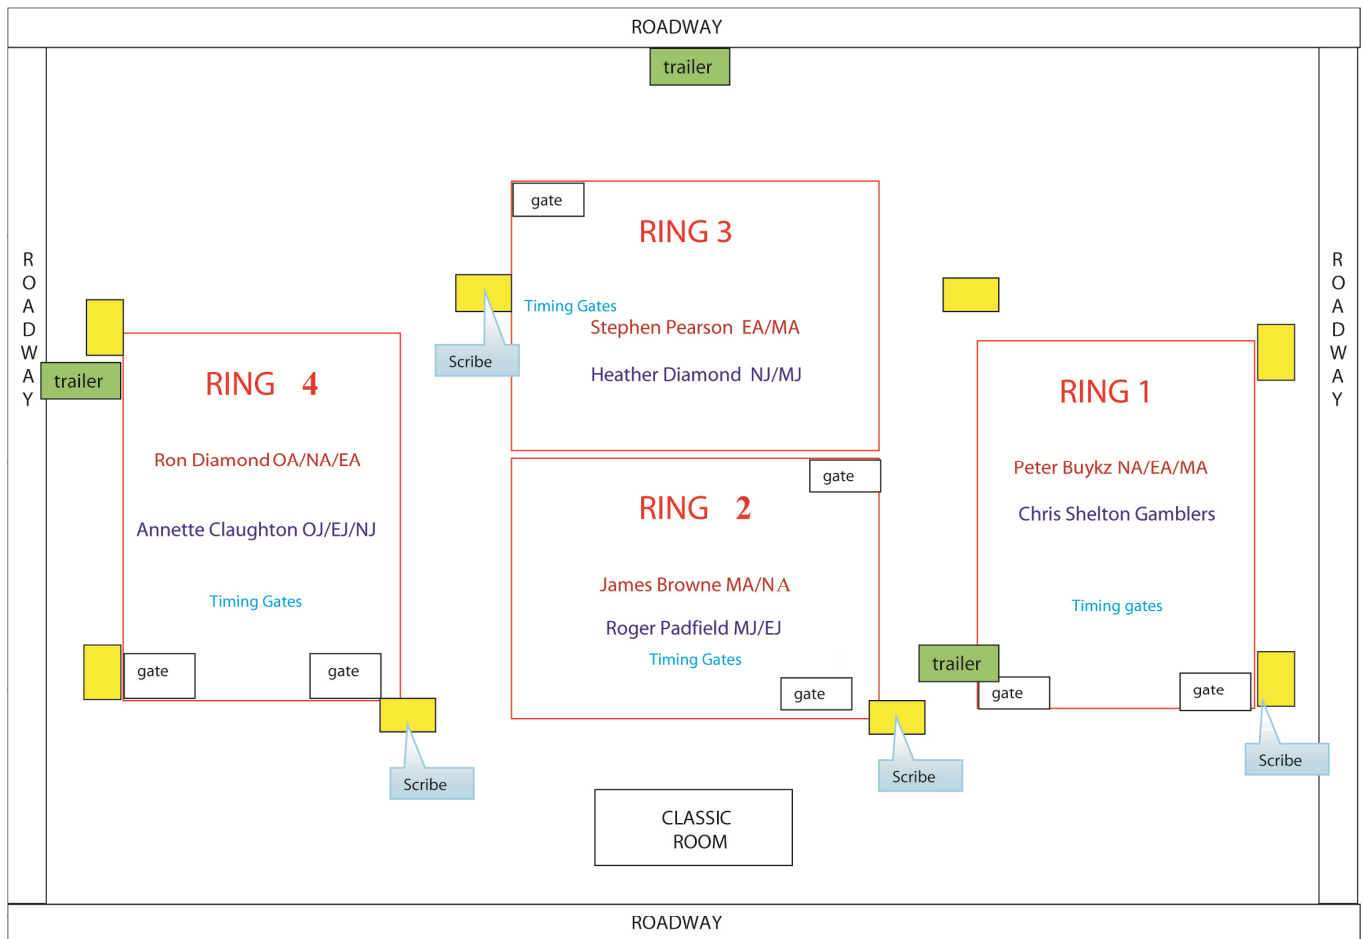 ROADWAY
trailer
gate
RING 3
Timing Gates
Stephen Pearson EA/MA
Heather Diamond NJ/MJ
Scribe
ROADWAY
trailer
RING 4
Ron Diamond OA/NA/EA
Annette Claughton OJ/EJ/NJ
Timing Gates
gate
gate
Scribe
gate
RING 2
James Browne MA/NA
Roger Padfield MJ/EJ
Timing Gates
gate
Scribe
RING 1
Peter Buykz NA/EA/MA
Chris Shelton Gamblers
Timing gates
trailer
gate
gate
Scribe
ROADWAY
CLASSIC
ROOM
ROADWAY